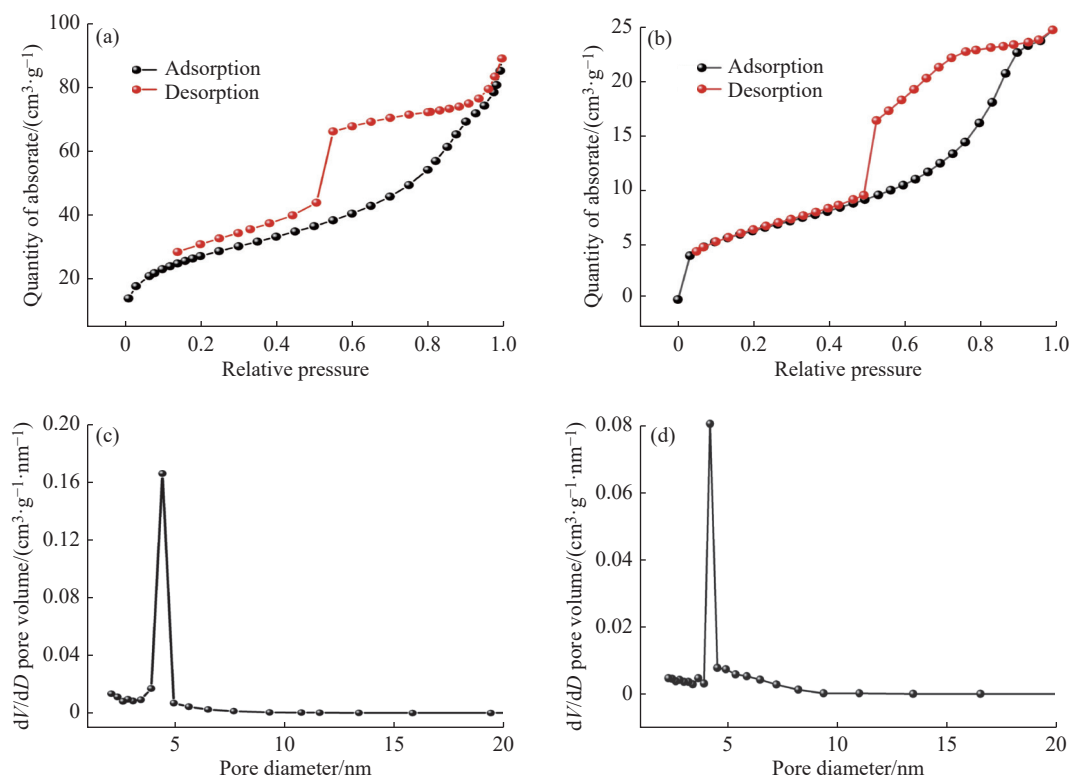 (a)
Adsorption
Desorption
Quantity of absorate/(cm³·g⁻¹)
100
80
60
40
20
0
0.2
0.4
0.6
0.8
1.0
Relative pressure
(b)
Adsorption
Desorption
Quantity of absorate/(cm³·g⁻¹)
25
20
15
10
5
0
0
0.2
0.4
0.6
0.8
1.0
Relative pressure
(c)
dV/dD pore volume/(cm³·g⁻¹·nm⁻¹)
0.20
0.16
0.12
0.08
0.04
0
5
10
15
20
Pore diameter/nm
(d)
dV/dD pore volume/(cm³·g⁻¹·nm⁻¹)
0.08
0.06
0.04
0.02
0
5
10
15
20
Pore diameter/nm